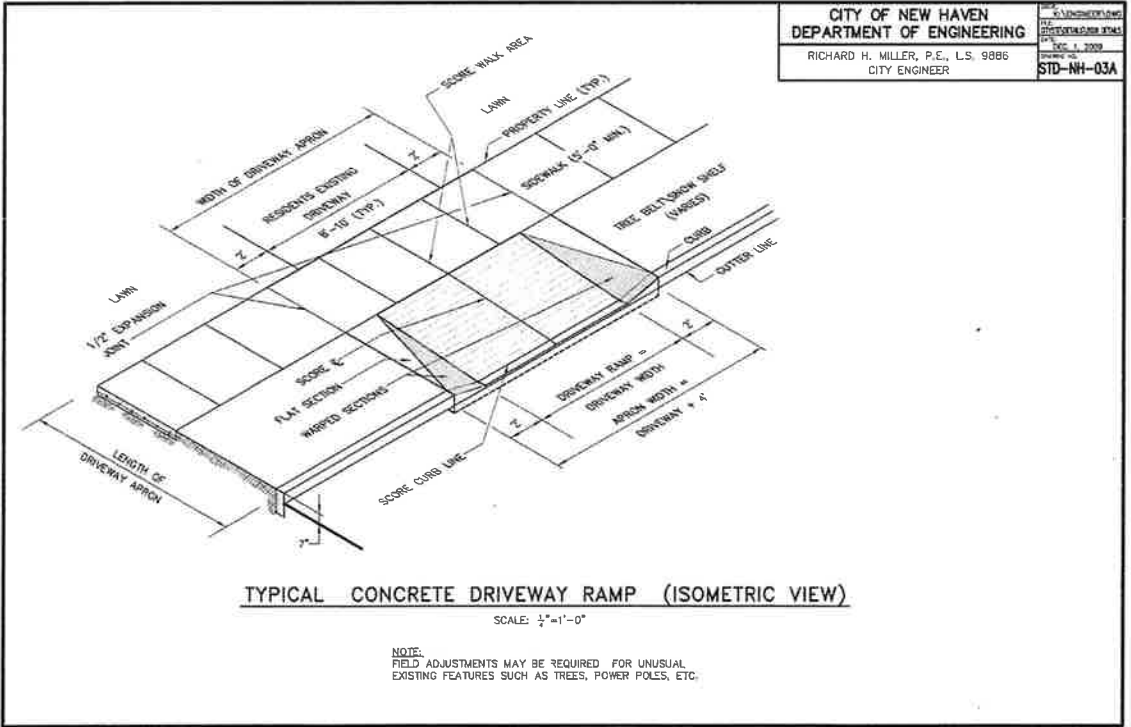 CITY OF NEW HAVEN
DEPARTMENT OF ENGINEERING
RICHARD H. MILLER, P.E., L.S. 9886
CITY ENGINEER
DEC. 1, 2009
STD-NH-03A
SCORE WALK AREA
LAWN
PROPERTY LINE (TYP.)
WIDTH OF DRIVEWAY APRON
2'
SIDEWALK (5'-0" MIN.)
RESIDENTS EXISTING
DRIVEWAY
8'-10' (TYP.)
2'
TREE BELT\SNOW SHELF
(VARIES)
CURB
GUTTER LINE
LAWN
1/2" EXPANSION
JOINT
SCORE ℄
FLAT SECTION
WARPED SECTIONS
2'
DRIVEWAY RAMP =
DRIVEWAY WIDTH
APRON WIDTH =
DRIVEWAY + 4'
2'
LENGTH OF
DRIVEWAY APRON
SCORE CURB LINE
7"
TYPICAL CONCRETE DRIVEWAY RAMP (ISOMETRIC VIEW)
SCALE: ¼"=1'-0"
NOTE:
FIELD ADJUSTMENTS MAY BE REQUIRED FOR UNUSUAL
EXISTING FEATURES SUCH AS TREES, POWER POLES, ETC.